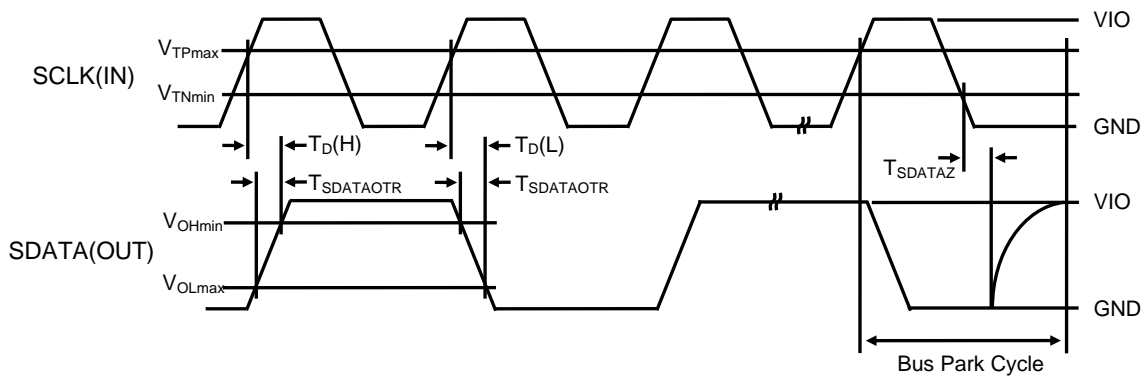 VIO
VTPmax
SCLK(IN)
VTNmin
GND
TD(H)
TD(L)
TSDATAZ
TSDATAOTR
TSDATAOTR
VIO
VOHmin
SDATA(OUT)
VOLmax
GND
Bus Park Cycle